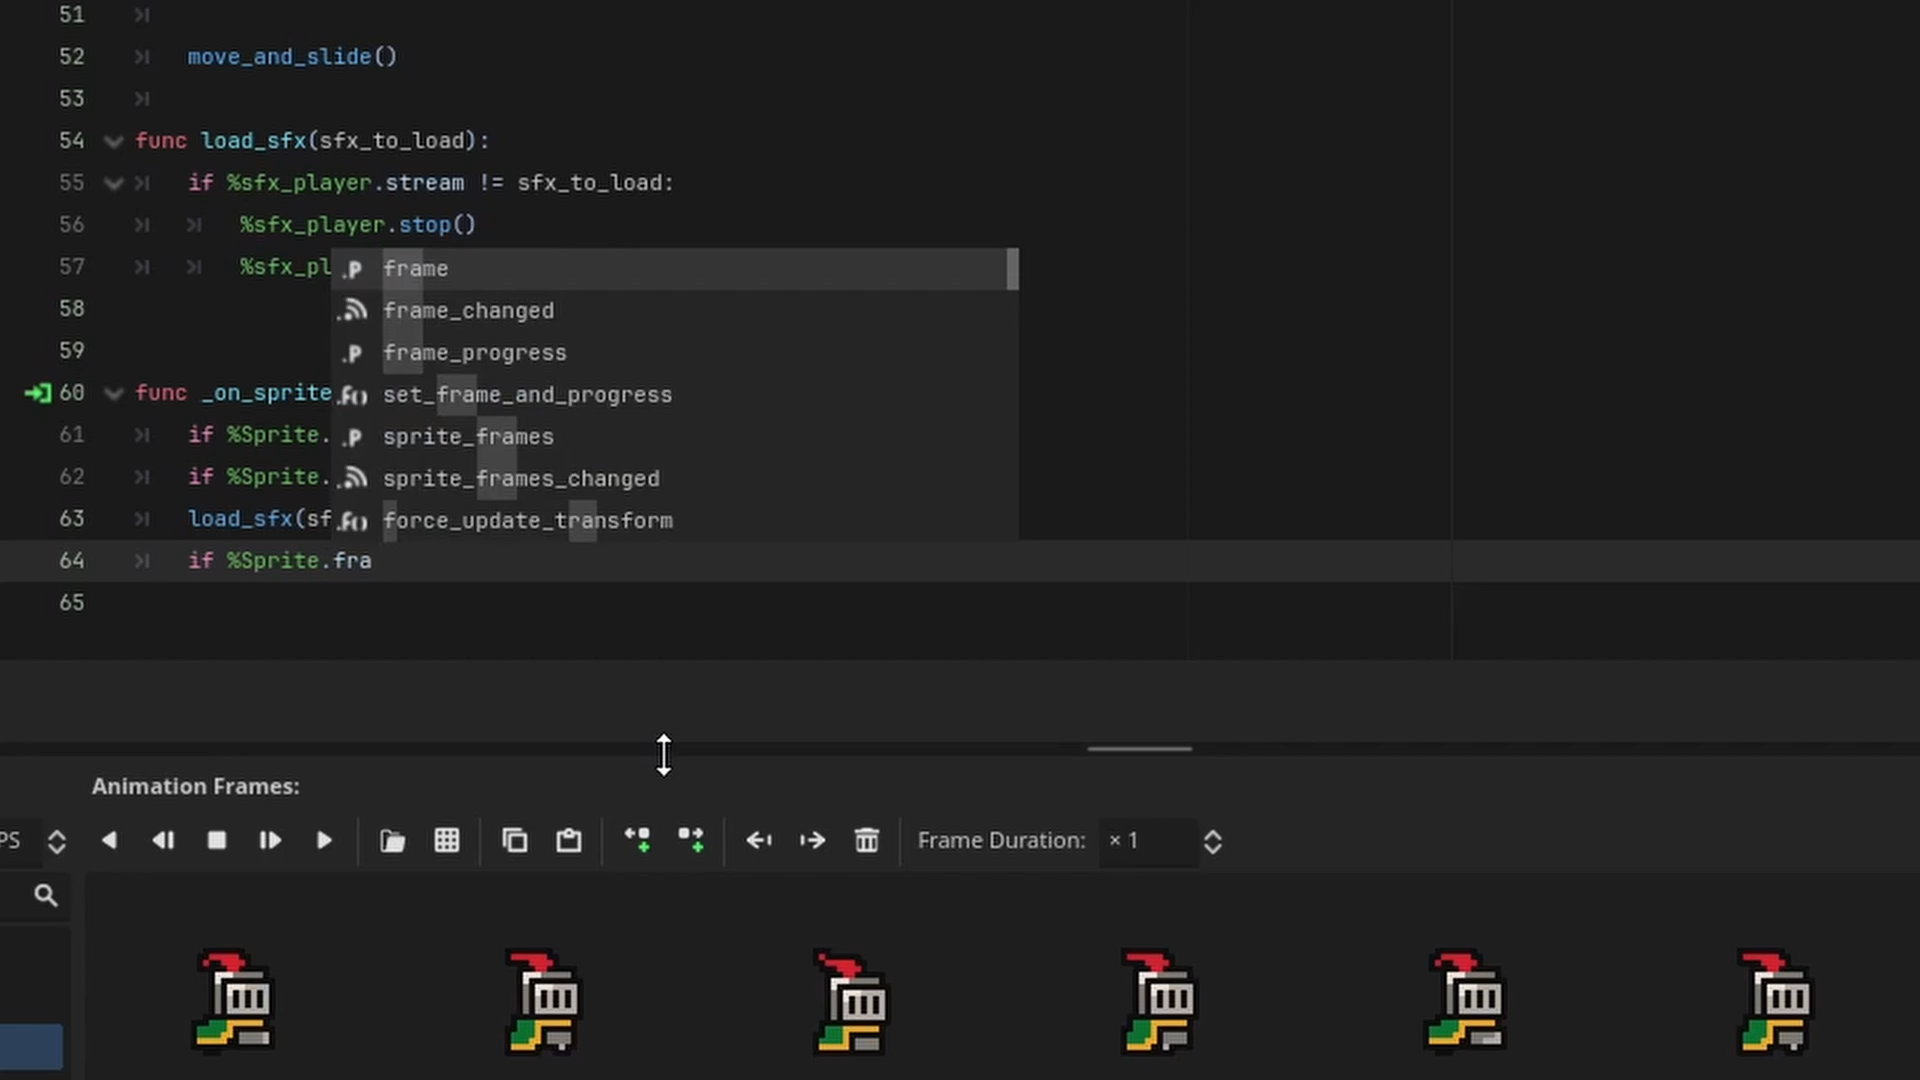 51
52 move_and_slide()
53
54 func load_sfx(sfx_to_load):
55 if %sfx_player.stream != sfx_to_load:
56 %sfx_player.stop()
57 %sfx_pl
.P frame
58
frame_changed
59
.P frame_progress
60 func _on_sprite
.f() set_frame_and_progress
61 if %Sprite.
.P sprite_frames
62 if %Sprite.
sprite_frames_changed
63 load_sfx(sf
.f() force_update_transform
64 if %Sprite.fra
65
Animation Frames:
PS
Frame Duration: × 1